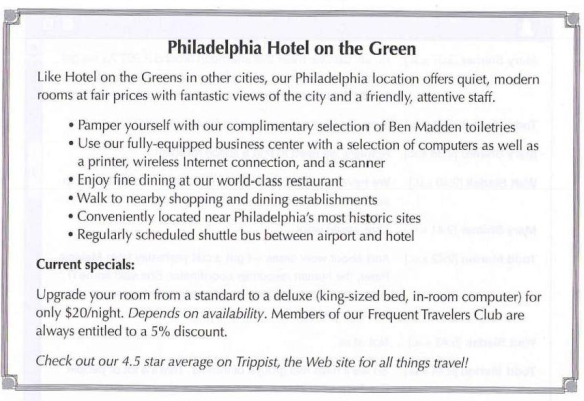 Philadelphia Hotel on the Green
Like Hotel on the Greens in other cities, our Philadelphia location offers quiet, modern
rooms at fair prices with fantastic views of the city and a friendly, attentive staff.
• Pamper yourself with our complimentary selection of Ben Madden toiletries
• Use our fully-equipped business center with a selection of computers as well as
a printer, wireless Internet connection, and a scanner
• Enjoy fine dining at our world-class restaurant
• Walk to nearby shopping and dining establishments
• Conveniently located near Philadelphia's most historic sites
• Regularly scheduled shuttle bus between airport and hotel
Current specials:
Upgrade your room from a standard to a deluxe (king-sized bed, in-room computer) for
only $20/night. Depends on availability. Members of our Frequent Travelers Club are
always entitled to a 5% discount.
Check out our 4.5 star average on Trippist, the Web site for all things travel!